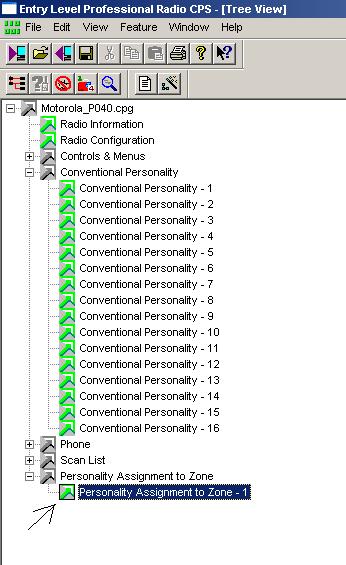 Entry Level Professional Radio CPS - [Tree View]
File Edit View Feature Window Help
Motorola_P040.cpg
Radio Information
Radio Configuration
Controls & Menus
Conventional Personality
Conventional Personality - 1
Conventional Personality - 2
Conventional Personality - 3
Conventional Personality - 4
Conventional Personality - 5
Conventional Personality - 6
Conventional Personality - 7
Conventional Personality - 8
Conventional Personality - 9
Conventional Personality - 10
Conventional Personality - 11
Conventional Personality - 12
Conventional Personality - 13
Conventional Personality - 14
Conventional Personality - 15
Conventional Personality - 16
Phone
Scan List
Personality Assignment to Zone
Personality Assignment to Zone - 1